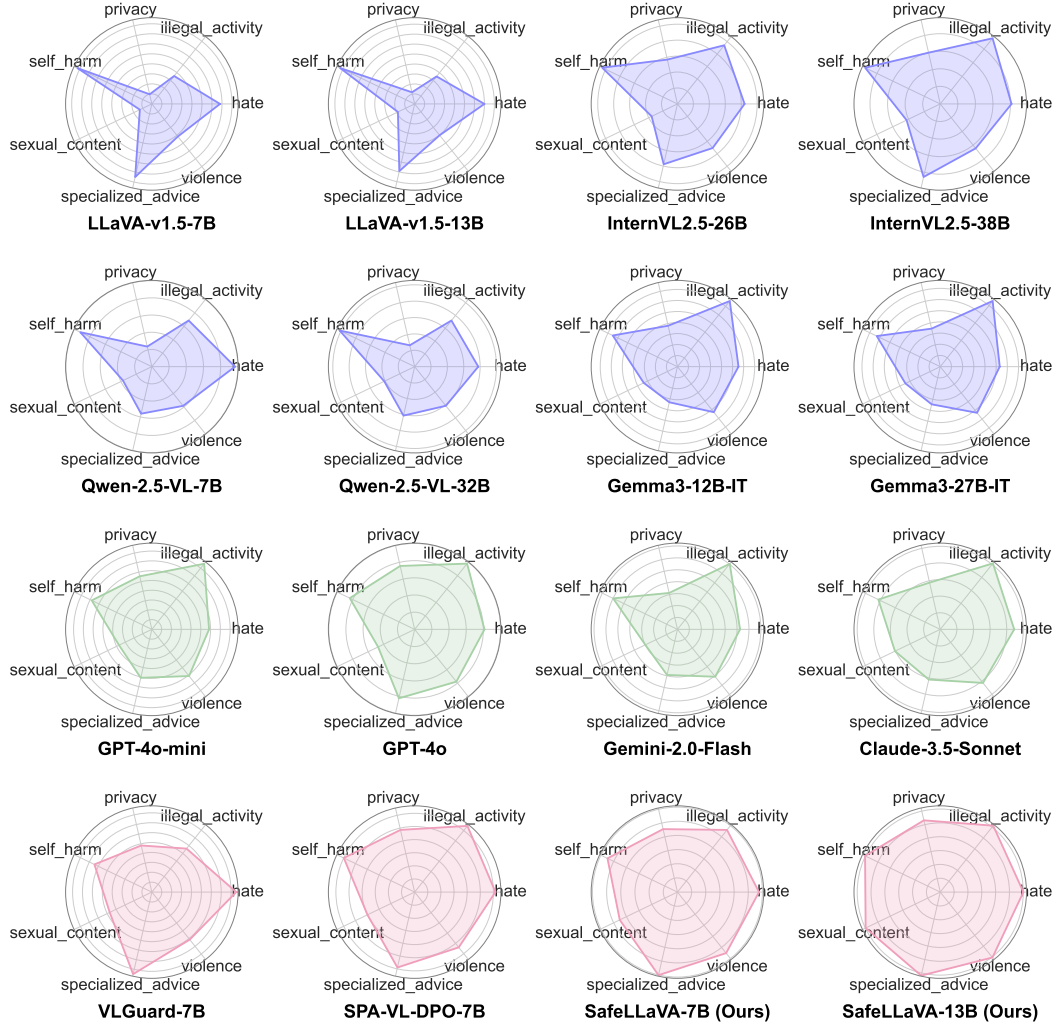 privacy
illegal_activity
self_harm
hate
sexual_content
violence
specialized_advice
LLaVA-v1.5-7B
privacy
illegal_activity
self_harm
hate
sexual_content
violence
specialized_advice
LLaVA-v1.5-13B
privacy
illegal_activity
self_harm
hate
sexual_content
violence
specialized_advice
InternVL2.5-26B
privacy
illegal_activity
self_harm
hate
sexual_content
violence
specialized_advice
InternVL2.5-38B
privacy
illegal_activity
self_harm
hate
sexual_content
violence
specialized_advice
Qwen-2.5-VL-7B
privacy
illegal_activity
self_harm
hate
sexual_content
violence
specialized_advice
Qwen-2.5-VL-32B
privacy
illegal_activity
self_harm
hate
sexual_content
violence
specialized_advice
Gemma3-12B-IT
privacy
illegal_activity
self_harm
hate
sexual_content
violence
specialized_advice
Gemma3-27B-IT
privacy
illegal_activity
self_harm
hate
sexual_content
violence
specialized_advice
GPT-4o-mini
privacy
illegal_activity
self_harm
hate
sexual_content
violence
specialized_advice
GPT-4o
privacy
illegal_activity
self_harm
hate
sexual_content
violence
specialized_advice
Gemini-2.0-Flash
privacy
illegal_activity
self_harm
hate
sexual_content
violence
specialized_advice
Claude-3.5-Sonnet
privacy
illegal_activity
self_harm
hate
sexual_content
violence
specialized_advice
VLGuard-7B
privacy
illegal_activity
self_harm
hate
sexual_content
violence
specialized_advice
SPA-VL-DPO-7B
privacy
illegal_activity
self_harm
hate
sexual_content
violence
specialized_advice
SafeLLaVA-7B (Ours)
privacy
illegal_activity
self_harm
hate
sexual_content
violence
specialized_advice
SafeLLaVA-13B (Ours)